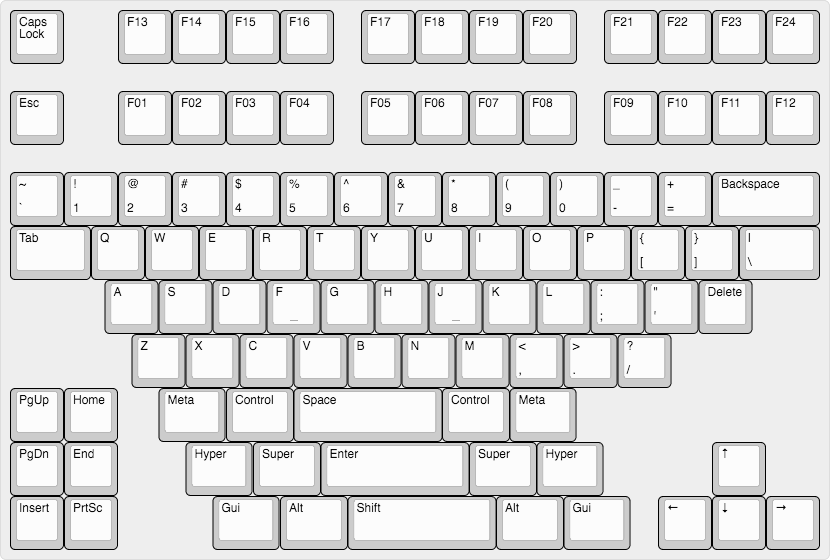 Caps Lock F13 F14 F15 F16 F17 F18 F19 F20 F21 F22 F23 F24
Esc F01 F02 F03 F04 F05 F06 F07 F08 F09 F10 F11 F12
~ ! @ # $ % ^ & * ( ) _ + Backspace
` 1 2 3 4 5 6 7 8 9 0 - =
Tab Q W E R T Y U I O P { } |
[ ] \
A S D F G H J K L : " Delete
_ _ ; '
Z X C V B N M < > ?
, . /
PgUp Home Meta Control Space Control Meta
PgDn End Hyper Super Enter Super Hyper ↑
Insert PrtSc Gui Alt Shift Alt Gui ← ↓ →